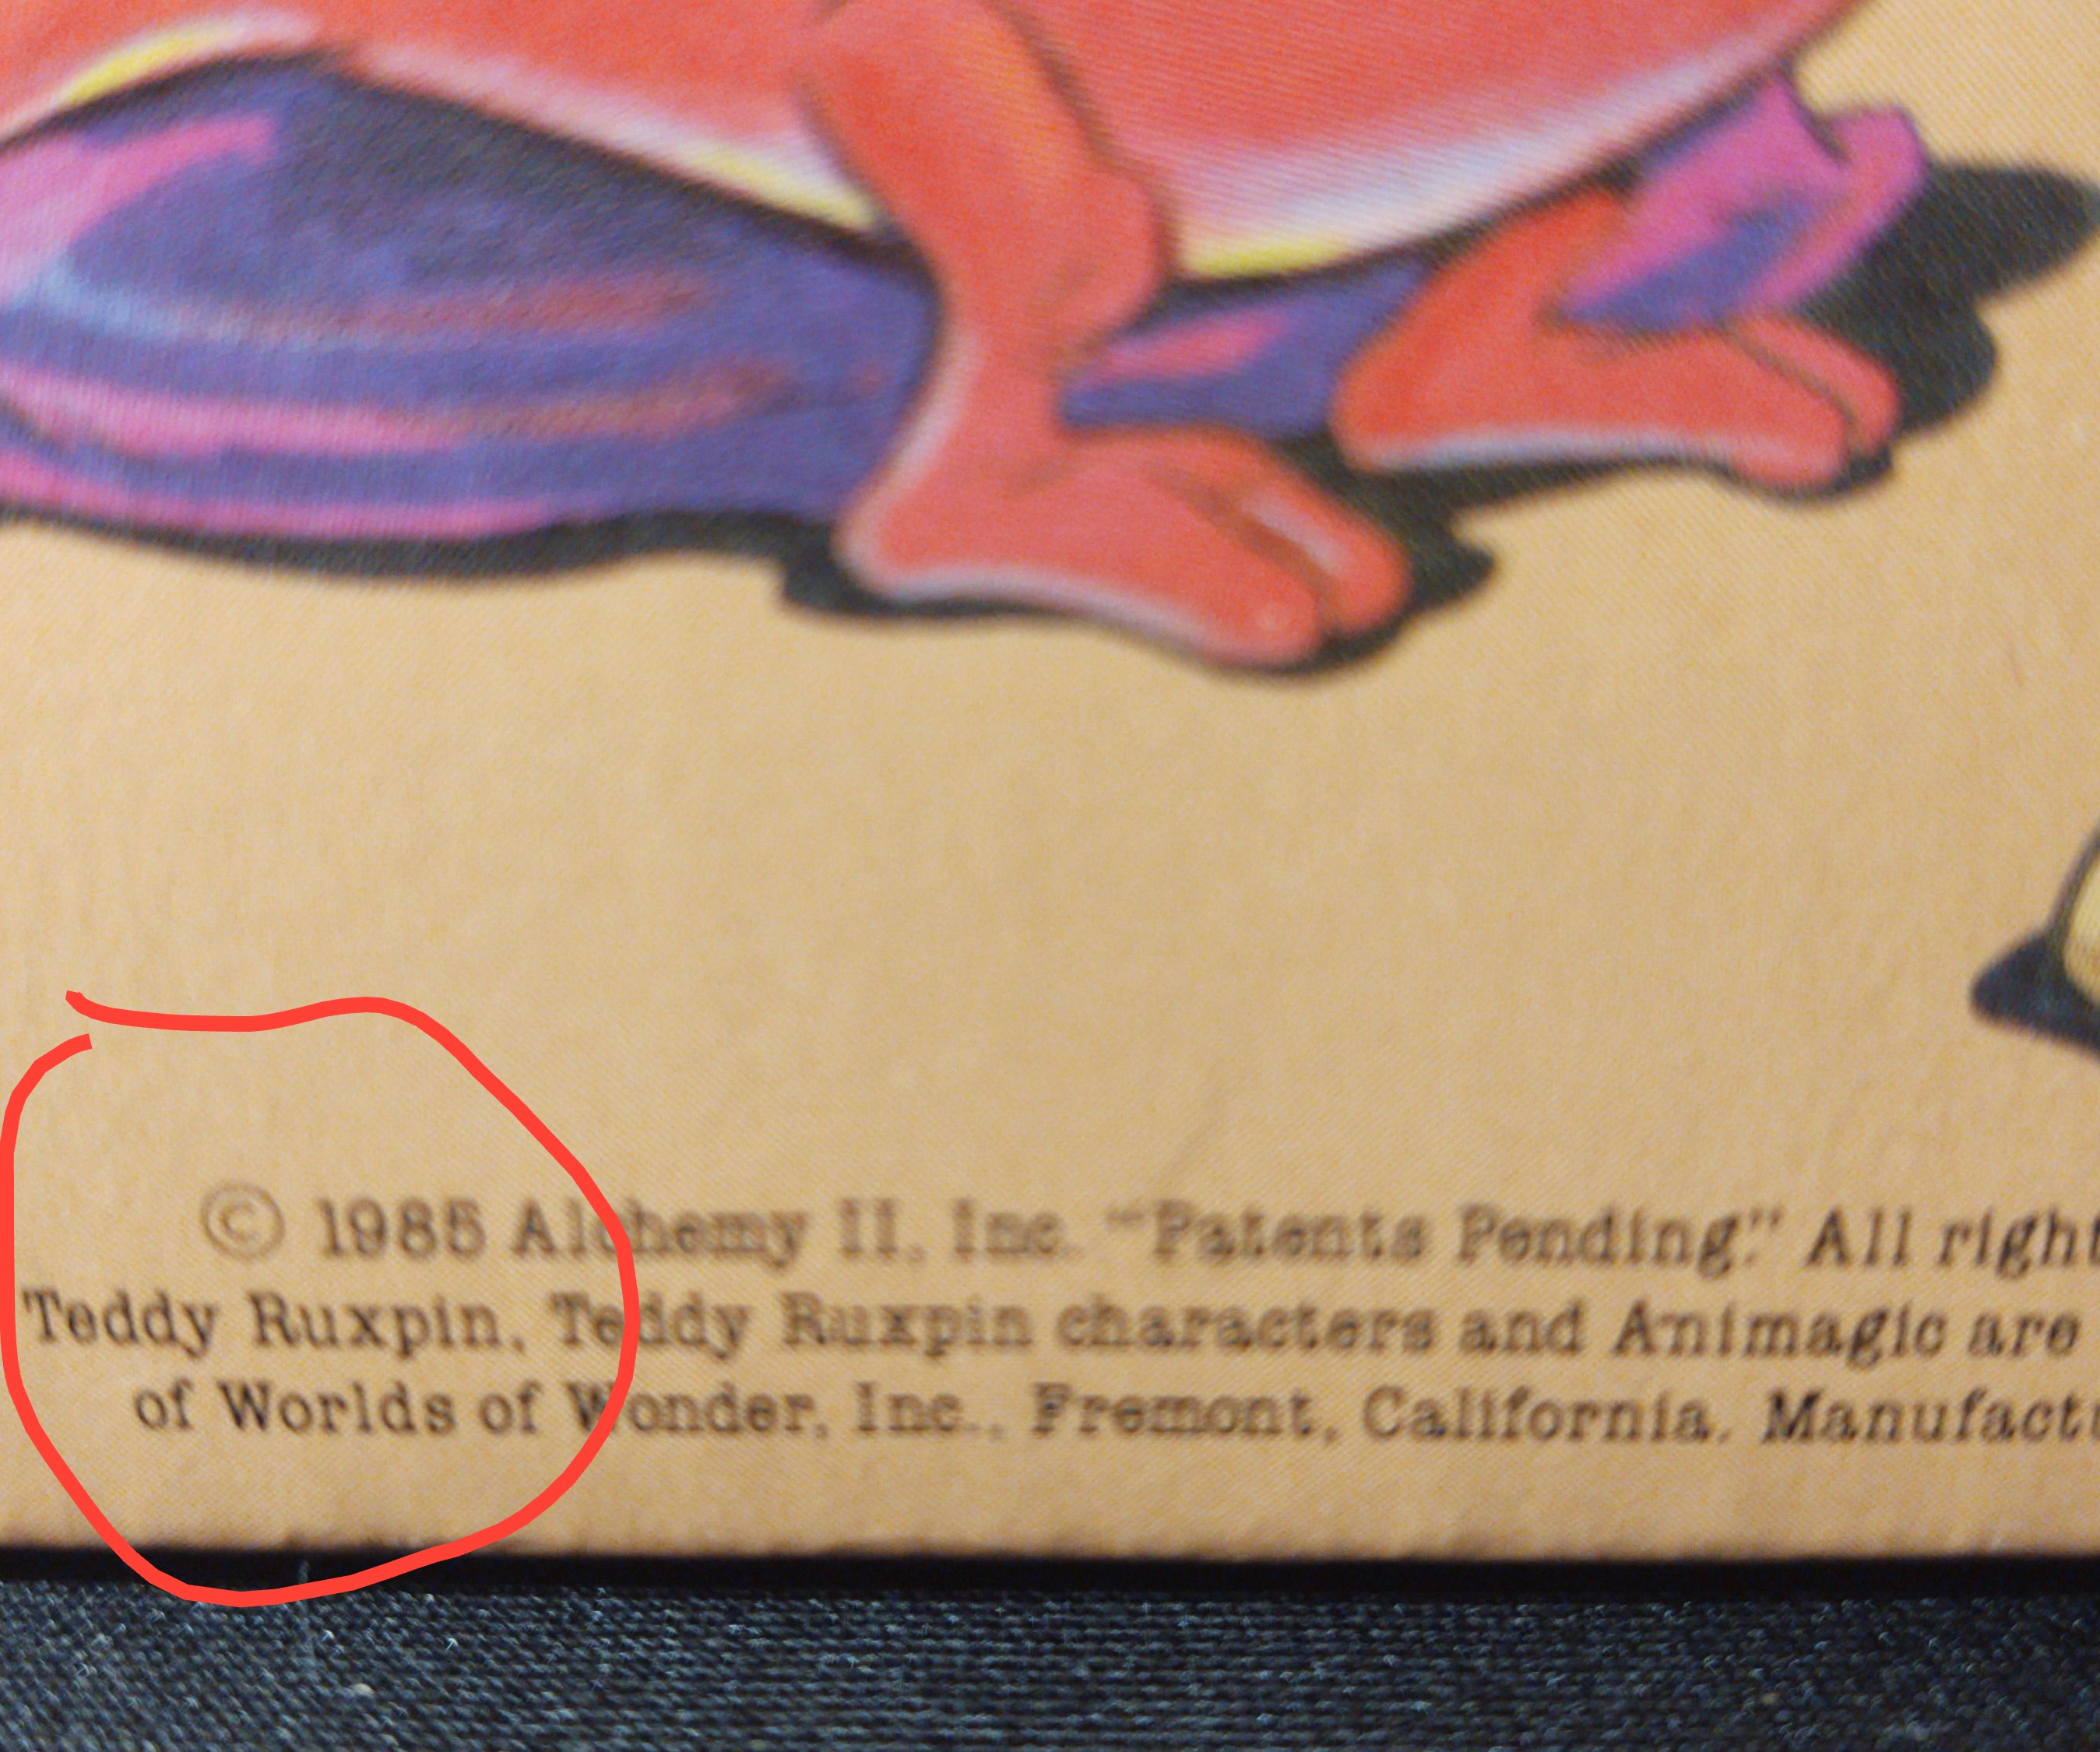 © 1985 Alchemy II, Inc. "Patents Pending." All right
Teddy Ruxpin, Teddy Ruxpin characters and Animagic are
of Worlds of Wonder, Inc., Fremont, California. Manufact